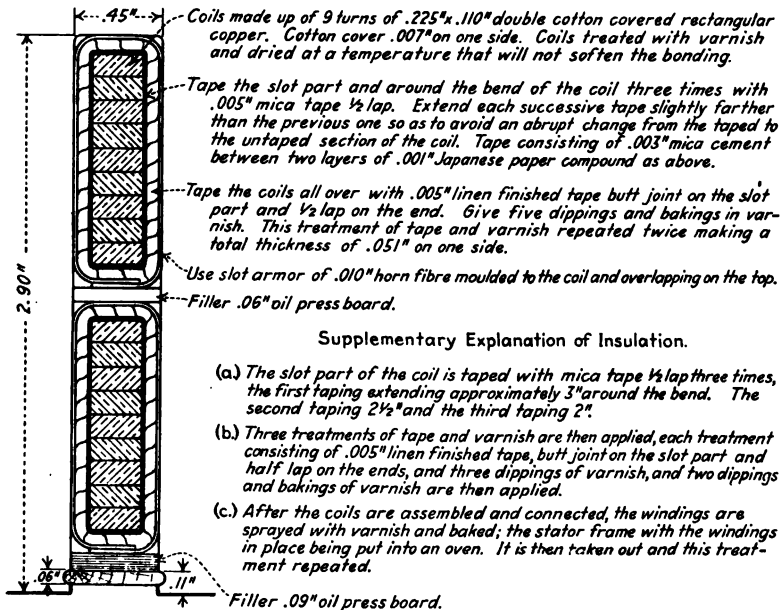 .45"
Coils made up of 9 turns of .225"x.110" double cotton covered rectangular
copper. Cotton cover .007" on one side. Coils treated with varnish
and dried at a temperature that will not soften the bonding.
Tape the slot part and around the bend of the coil three times with
.005" mica tape ½ lap. Extend each successive tape slightly farther
than the previous one so as to avoid an abrupt change from the taped to
the untaped section of the coil. Tape consisting of .003" mica cement
between two layers of .001" Japanese paper compound as above.
Tape the coils all over with .005" linen finished tape butt joint on the slot
part and ½ lap on the end. Give five dippings and bakings in var-
nish. This treatment of tape and varnish repeated twice making a
total thickness of .051" on one side.
Use slot armor of .010" horn fibre moulded to the coil and overlapping on the top.
Filler .06" oil press board.
2.90"
Supplementary Explanation of Insulation.
(a.) The slot part of the coil is taped with mica tape ½ lap three times,
the first taping extending approximately 3" around the bend. The
second taping 2½" and the third taping 2".
(b.) Three treatments of tape and varnish are then applied, each treatment
consisting of .005" linen finished tape, butt joint on the slot part and
half lap on the ends, and three dippings of varnish, and two dippings
and bakings of varnish are then applied.
(c.) After the coils are assembled and connected, the windings are
sprayed with varnish and baked; the stator frame with the windings
in place being put into an oven. It is then taken out and this treat-
ment repeated.
.06"
.11"
Filler .09" oil press board.